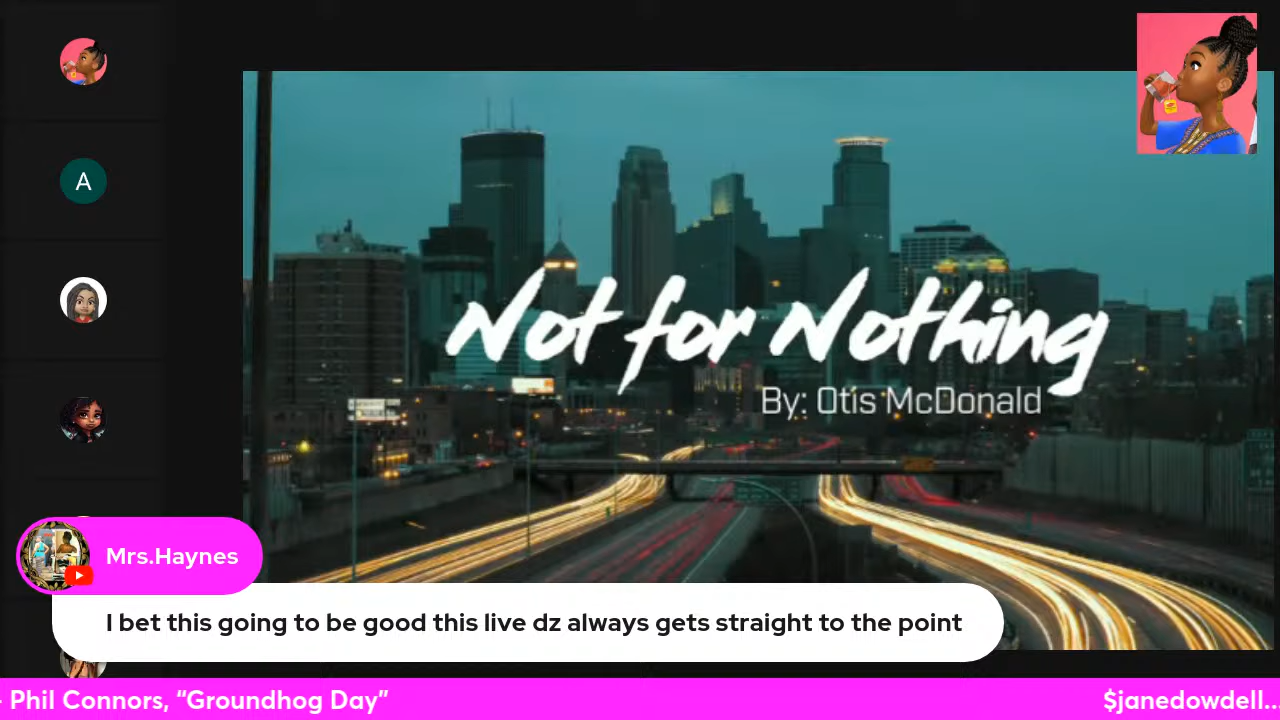 A
Not for Nothing
By: Otis McDonald
Mrs.Haynes
I bet this going to be good this live dz always gets straight to the point
- Phil Connors, “Groundhog Day”
$janedowdell...